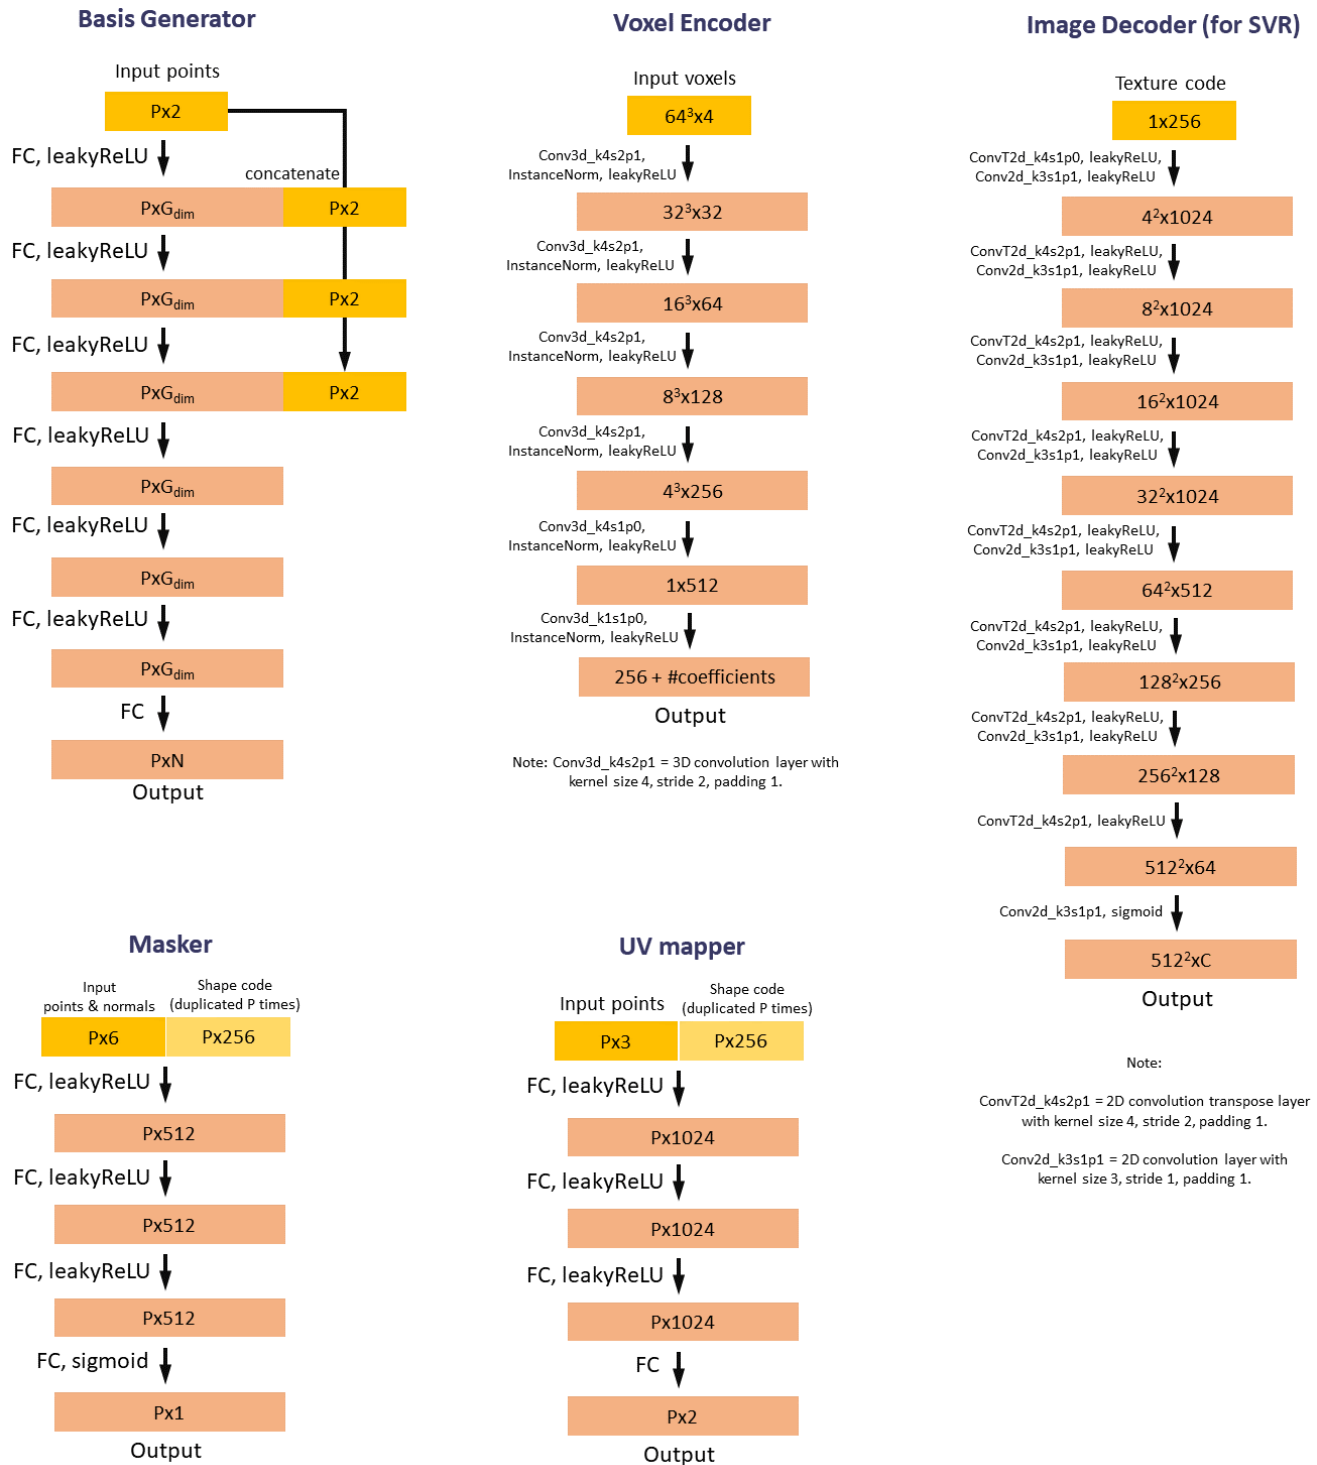 Basis Generator
Input points
Px2
FC, leakyReLU
concatenate
PxG_dim
Px2
FC, leakyReLU
PxG_dim
Px2
FC, leakyReLU
PxG_dim
Px2
FC, leakyReLU
PxG_dim
FC, leakyReLU
PxG_dim
FC, leakyReLU
PxG_dim
FC
PxN
Output
Voxel Encoder
Input voxels
64³x4
Conv3d_k4s2p1,
InstanceNorm, leakyReLU
32³x32
Conv3d_k4s2p1,
InstanceNorm, leakyReLU
16³x64
Conv3d_k4s2p1,
InstanceNorm, leakyReLU
8³x128
Conv3d_k4s2p1,
InstanceNorm, leakyReLU
4³x256
Conv3d_k4s1p0,
InstanceNorm, leakyReLU
1x512
Conv3d_k1s1p0,
InstanceNorm, leakyReLU
256 + #coefficients
Output
Note: Conv3d_k4s2p1 = 3D convolution layer with
kernel size 4, stride 2, padding 1.
Image Decoder (for SVR)
Texture code
1x256
ConvT2d_k4s1p0, leakyReLU,
Conv2d_k3s1p1, leakyReLU
4²x1024
ConvT2d_k4s2p1, leakyReLU,
Conv2d_k3s1p1, leakyReLU
8²x1024
ConvT2d_k4s2p1, leakyReLU,
Conv2d_k3s1p1, leakyReLU
16²x1024
ConvT2d_k4s2p1, leakyReLU,
Conv2d_k3s1p1, leakyReLU
32²x1024
ConvT2d_k4s2p1, leakyReLU,
Conv2d_k3s1p1, leakyReLU
64²x512
ConvT2d_k4s2p1, leakyReLU,
Conv2d_k3s1p1, leakyReLU
128²x256
ConvT2d_k4s2p1, leakyReLU,
Conv2d_k3s1p1, leakyReLU
256²x128
ConvT2d_k4s2p1, leakyReLU
512²x64
Conv2d_k3s1p1, sigmoid
512²xC
Output
Note:
ConvT2d_k4s2p1 = 2D convolution transpose layer
with kernel size 4, stride 2, padding 1.
Conv2d_k3s1p1 = 2D convolution layer with
kernel size 3, stride 1, padding 1.
Masker
Input
points & normals
Shape code
(duplicated P times)
Px6
Px256
FC, leakyReLU
Px512
FC, leakyReLU
Px512
FC, leakyReLU
Px512
FC, sigmoid
Px1
Output
UV mapper
Input points
Shape code
(duplicated P times)
Px3
Px256
FC, leakyReLU
Px1024
FC, leakyReLU
Px1024
FC, leakyReLU
Px1024
FC
Px2
Output